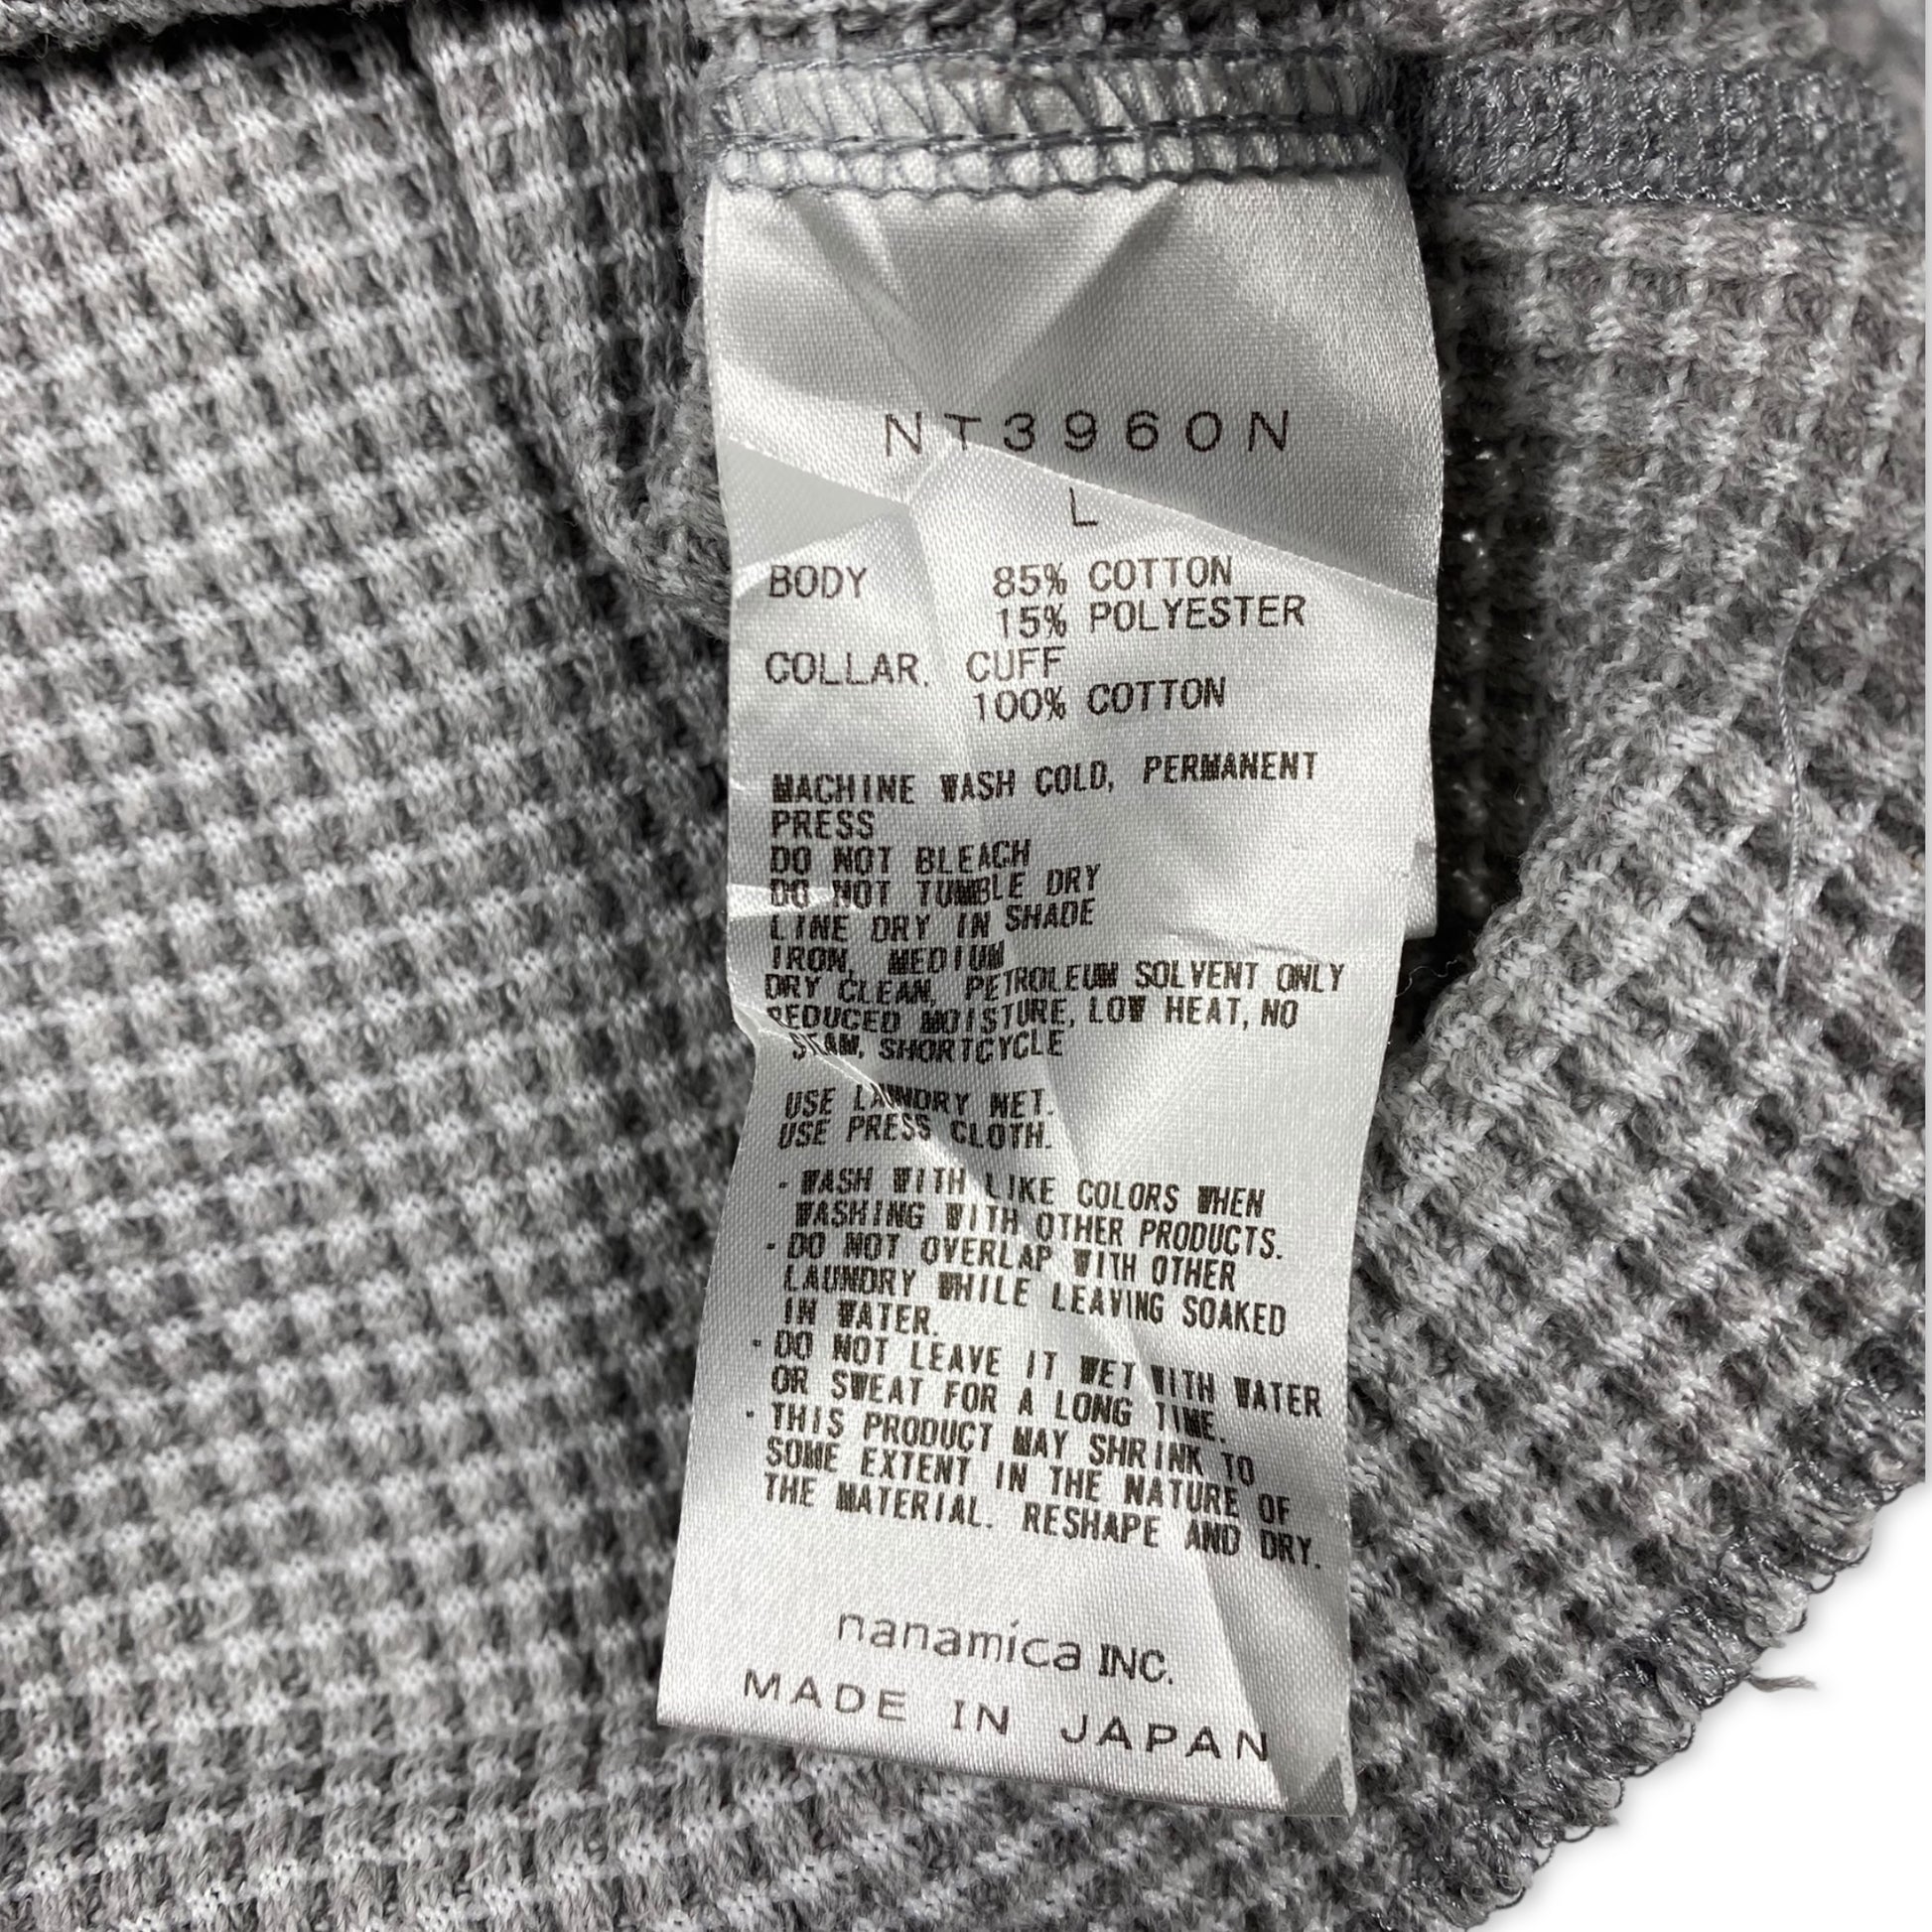 NT3960N
L
BODY 85% COTTON
15% POLYESTER
COLLAR. CUFF
100% COTTON
MACHINE WASH COLD, PERMANENT
PRESS
DO NOT BLEACH
DO NOT TUMBLE DRY
LINE DRY IN SHADE
IRON, MEDIUM
DRY CLEAN, PETROLEUM SOLVENT ONLY
REDUCED MOISTURE, LOW HEAT, NO
SHORTCYCLE
USE LAUNDRY NET.
USE PRESS CLOTH.
· WASH WITH LIKE COLORS WHEN
WASHING WITH OTHER PRODUCTS.
· DO NOT OVERLAP WITH OTHER
LAUNDRY WHILE LEAVING SOAKED
IN WATER.
· DO NOT LEAVE IT WET WITH WATER
OR SWEAT FOR A LONG TIME.
· THIS PRODUCT MAY SHRINK TO
SOME EXTENT IN THE NATURE OF
THE MATERIAL. RESHAPE AND DRY.
nanamica INC.
MADE IN JAPAN